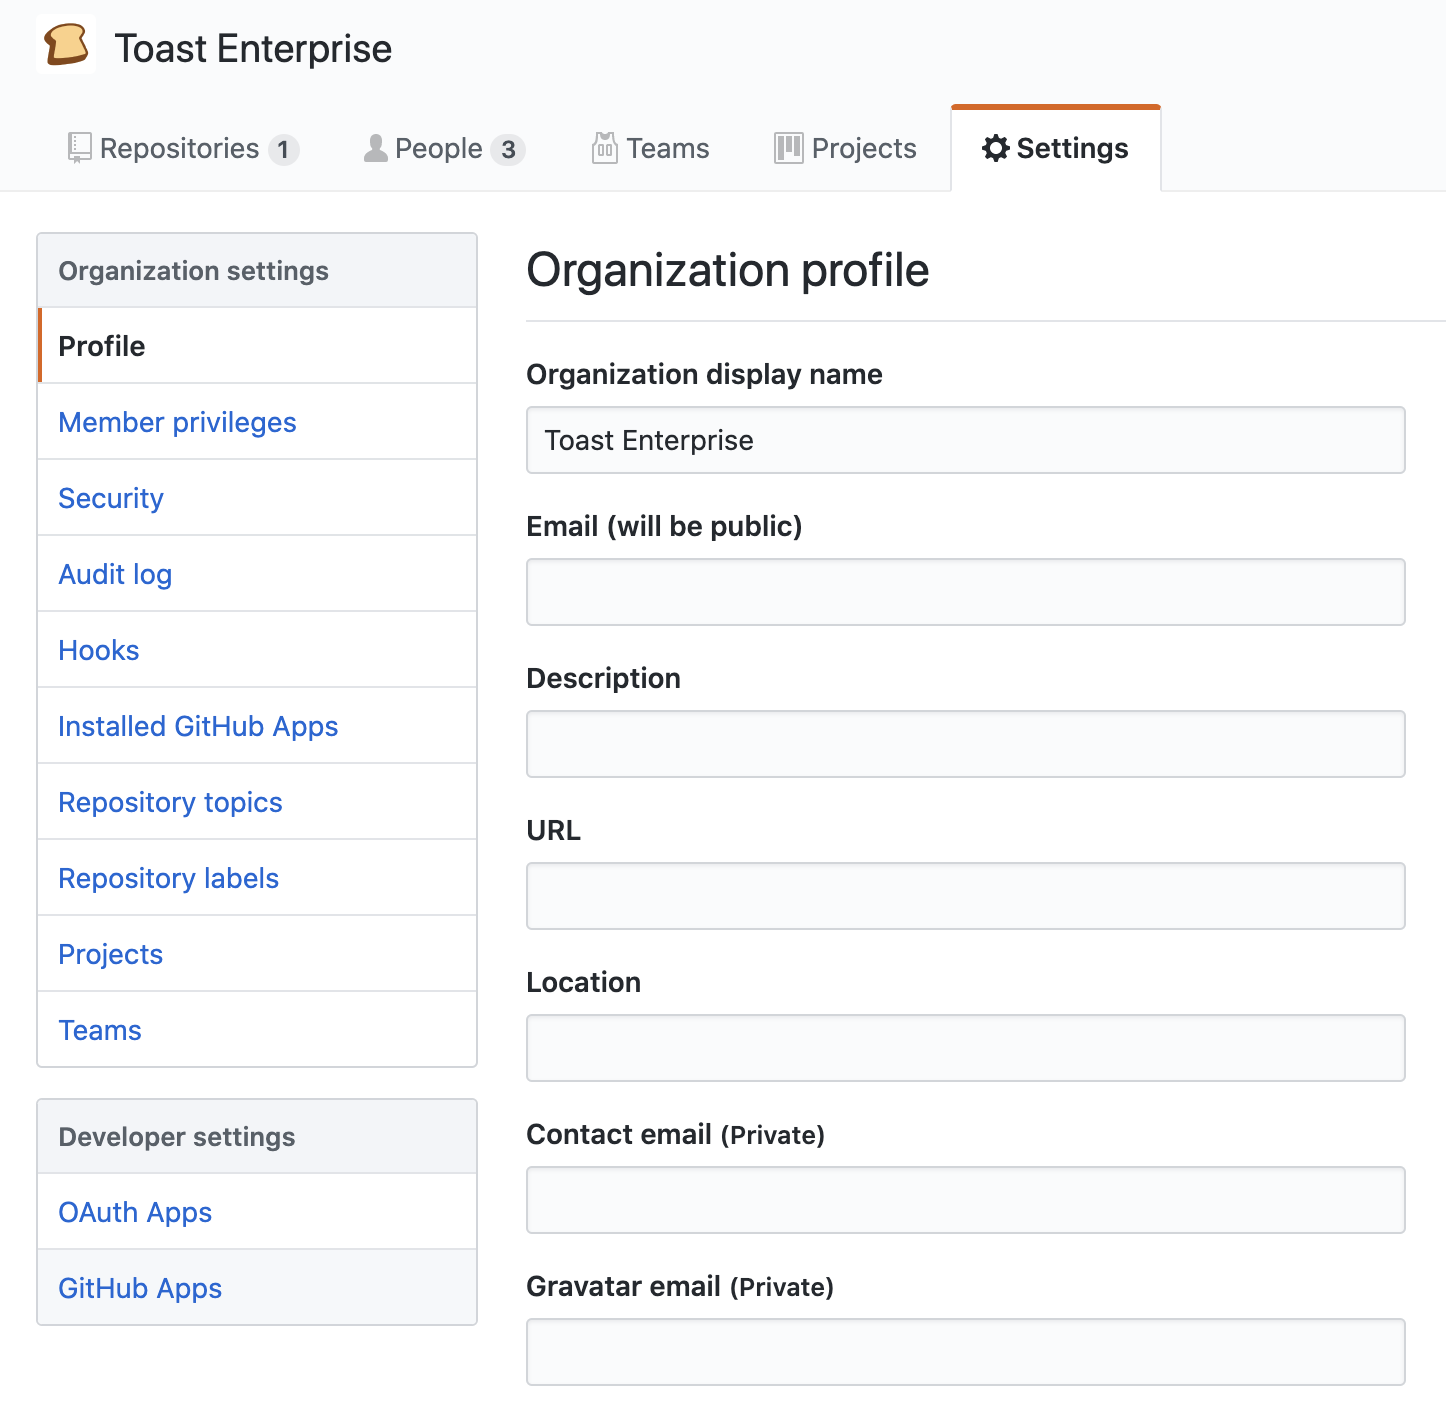 Toast Enterprise
Repositories 1 People 3 Teams Projects Settings
Organization settings
Profile
Member privileges
Security
Audit log
Hooks
Installed GitHub Apps
Repository topics
Repository labels
Projects
Teams
Developer settings
OAuth Apps
GitHub Apps
Organization profile
Organization display name
Toast Enterprise
Email (will be public)
Description
URL
Location
Contact email (Private)
Gravatar email (Private)